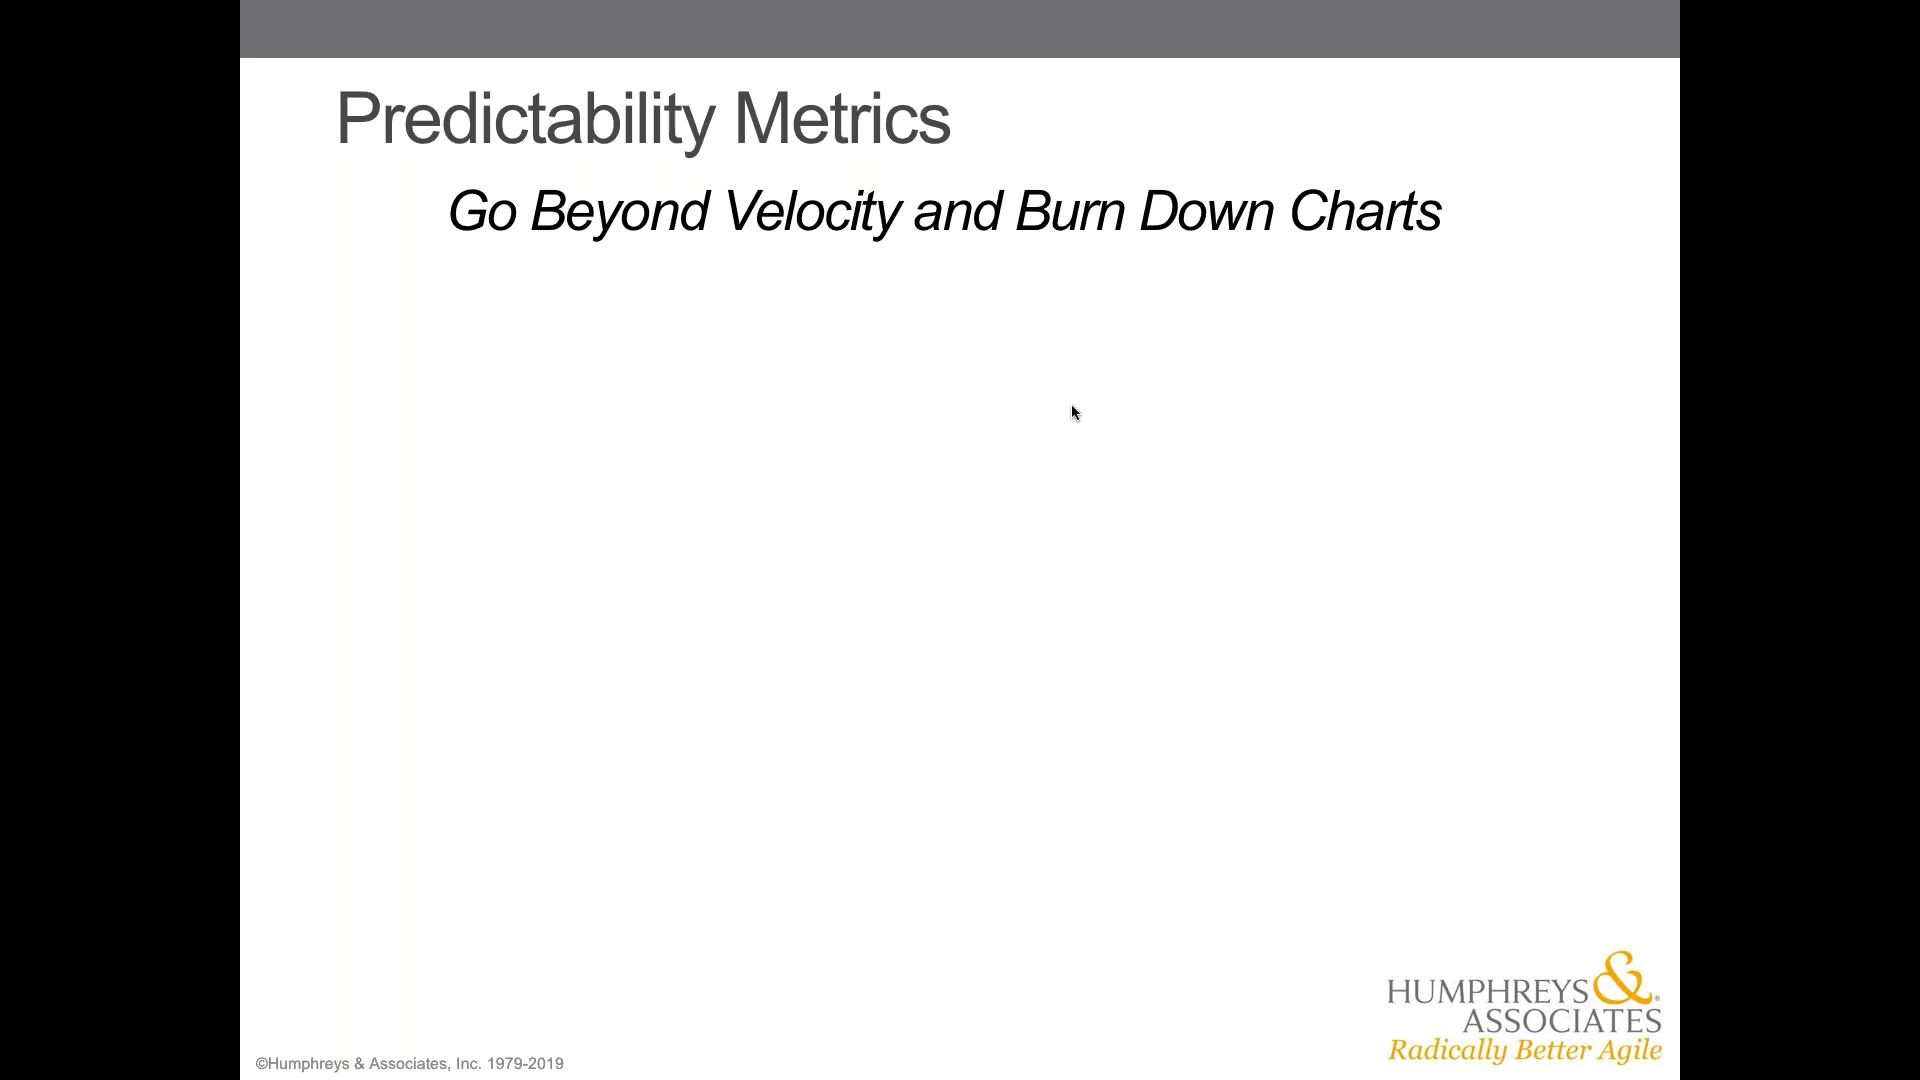 Predictability Metrics
Go Beyond Velocity and Burn Down Charts
HUMPHREYS &®
ASSOCIATES
Radically Better Agile
©Humphreys & Associates, Inc. 1979-2019